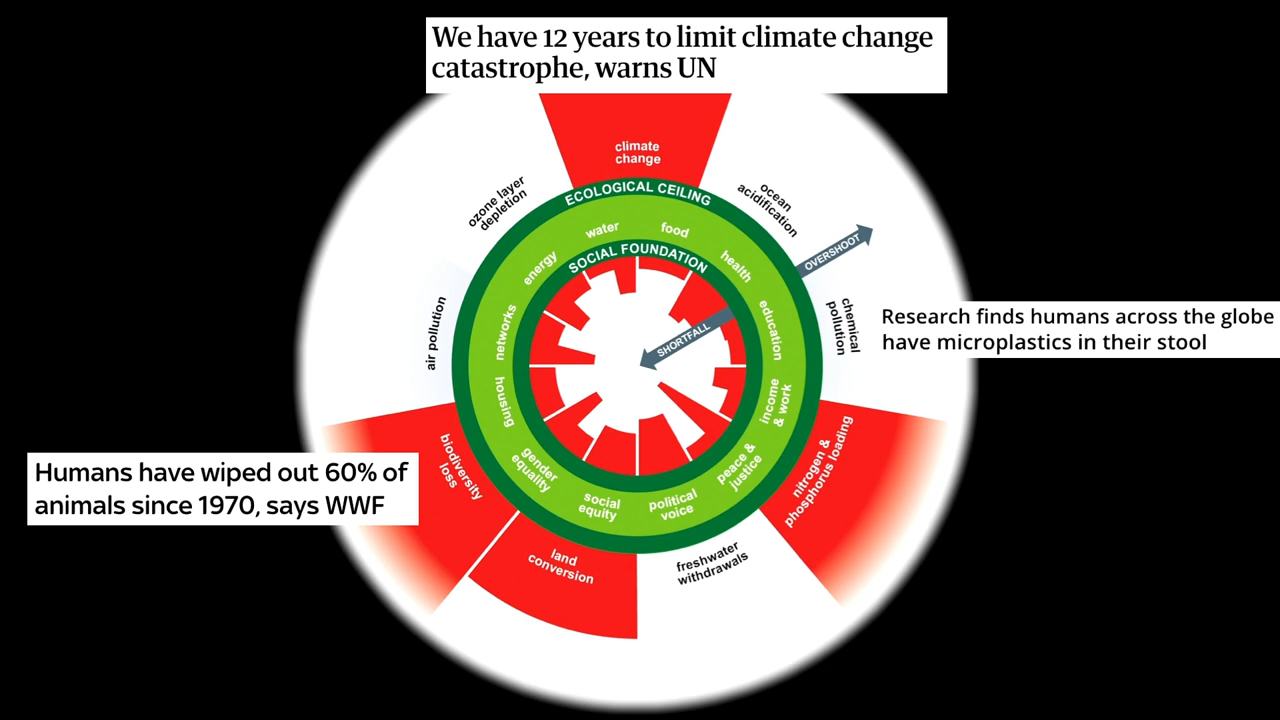 We have 12 years to limit climate change
catastrophe, warns UN
climate
change
ozone layer
depletion
ocean
acidification
ECOLOGICAL CEILING
OVERSHOOT
water
food
energy
health
SOCIAL FOUNDATION
air pollution
networks
education
SHORTFALL
chemical
pollution
Research finds humans across the globe
have microplastics in their stool
housing
income
& work
biodiversity
loss
gender
equality
peace &
justice
nitrogen &
phosphorus loading
Humans have wiped out 60% of
animals since 1970, says WWF
social
equity
political
voice
land
conversion
freshwater
withdrawals